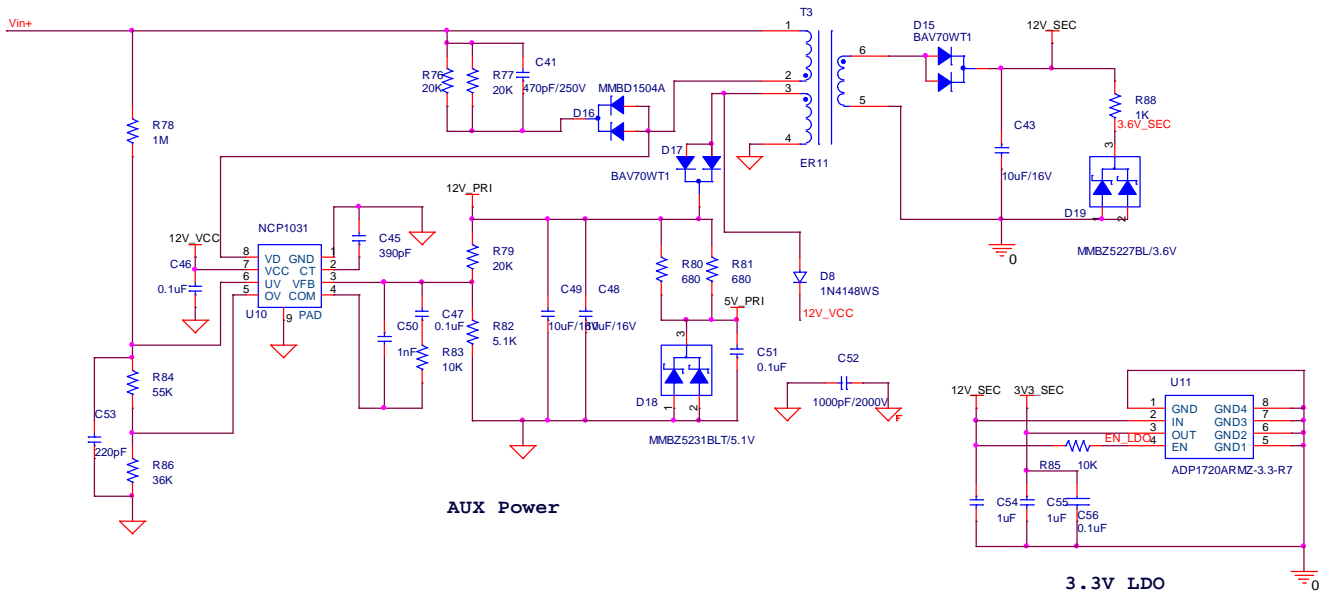 Vin+
T3
1
2
3
4
6
5
ER11
D15
BAV70WT1
12V_SEC
R76
20K
R77
20K
C41
470pF/250V
MMBD1504A
D16
R78
1M
D17
BAV70WT1
R88
1K
3.6V_SEC
C43
10uF/16V
3
1
2
D19
MMBZ5227BL/3.6V
0
12V_PRI
NCP1031
12V_VCC
C46
0.1uF
8 VD GND 1
7 VCC CT 2
6 UV VFB 3
5 OV COM 4
U10
9 PAD
C45
390pF
R79
20K
C50
1nF
C47
0.1uF
R83
10K
R82
5.1K
C49
10uF/16V
C48
10uF/16V
R80
680
R81
680
5V_PRI
D8
1N4148WS
12V_VCC
3
1
2
D18
MMBZ5231BLT/5.1V
C51
0.1uF
C52
1000pF/2000V
F
R84
55K
C53
220pF
R86
36K
AUX Power
12V_SEC
3V3_SEC
U11
1 GND GND4 8
2 IN GND3 7
3 OUT GND2 6
4 EN GND1 5
EN_LDO
R85
10K
ADP1720ARMZ-3.3-R7
C54
1uF
C55
1uF
C56
0.1uF
0
3.3V LDO